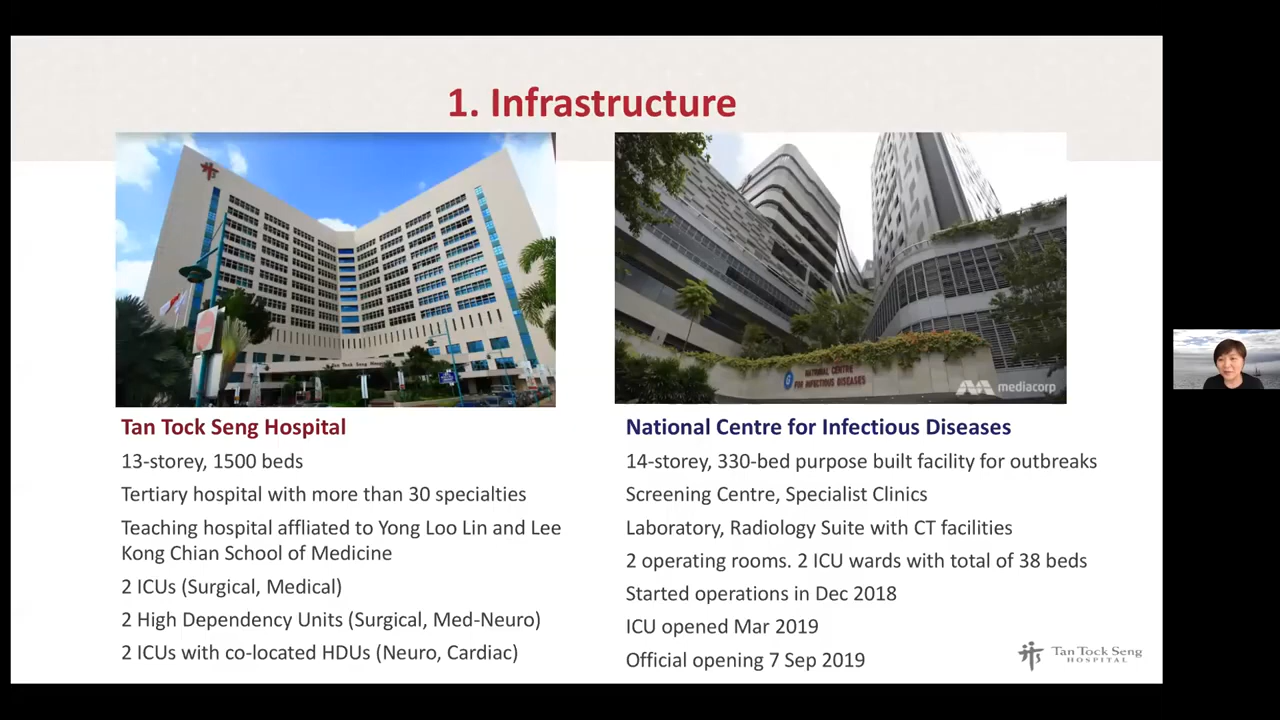 1. Infrastructure
Tan Tock Seng Hospital
NATIONAL CENTRE
FOR INFECTIOUS DISEASES
mediacorp
Tan Tock Seng Hospital
13-storey, 1500 beds
Tertiary hospital with more than 30 specialties
Teaching hospital affliated to Yong Loo Lin and Lee
Kong Chian School of Medicine
2 ICUs (Surgical, Medical)
2 High Dependency Units (Surgical, Med-Neuro)
2 ICUs with co-located HDUs (Neuro, Cardiac)
National Centre for Infectious Diseases
14-storey, 330-bed purpose built facility for outbreaks
Screening Centre, Specialist Clinics
Laboratory, Radiology Suite with CT facilities
2 operating rooms. 2 ICU wards with total of 38 beds
Started operations in Dec 2018
ICU opened Mar 2019
Official opening 7 Sep 2019
Tan Tock Seng
HOSPITAL